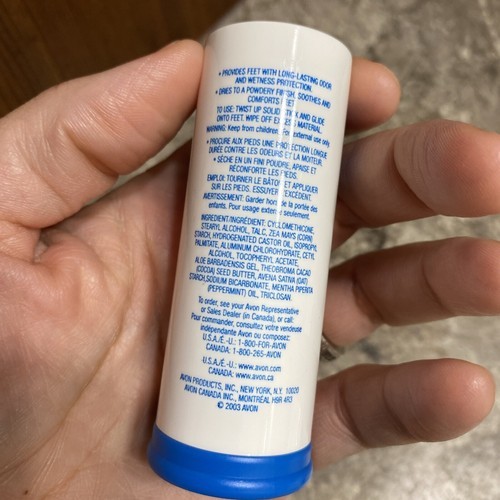 • PROVIDES FEET WITH LONG-LASTING ODOR
AND WETNESS PROTECTION.
• DRIES TO A POWDERY FINISH, SOOTHES AND
COMFORTS FEET.
TO USE: TWIST UP SOLID STICK AND GLIDE
ONTO FEET. WIPE OFF EXCESS MATERIAL.
WARNING: Keep from children. For external use only
• PROCURE AUX PIEDS UNE PROTECTION LONGUE
DURÉE CONTRE LES ODEURS ET LA MOITEUR.
• SÈCHE EN UN FINI POUDRÉ, APAISE ET
RÉCONFORTE LES PIEDS.
EMPLOI: TOURNER LE BÂTON ET APPLIQUER
SUR LES PIEDS. ESSUYER L'EXCÉDENT.
AVERTISSEMENT: Garder hors de la portée des
enfants. Pour usage externe seulement.
INGREDIENT/INGRÉDIENT: CYCLOMETHICONE,
STEARYL ALCOHOL, TALC, ZEA MAYS (CORN)
STARCH, HYDROGENATED CASTOR OIL, ISOPROPYL
PALMITATE, ALUMINUM CHLOROHYDRATE, CETYL
ALCOHOL, TOCOPHERYL ACETATE,
ALOE BARBADENSIS GEL, THEOBROMA CACAO
(COCOA) SEED BUTTER, AVENA SATIVA (OAT)
STARCH,SODIUM BICARBONATE, MENTHA PIPERITA
(PEPPERMINT) OIL, TRICLOSAN.
To order, see your Avon Representative
or Sales Dealer (in Canada), or call:
Pour commander, consultez votre vendeuse
indépendante Avon ou composez:
U.S.A./É.-U.: 1-800-FOR-AVON
CANADA: 1-800-265-AVON
U.S.A./É.-U.: www.avon.com
CANADA: www.avon.ca
AVON PRODUCTS, INC., NEW YORK, N.Y. 10020
AVON CANADA INC., MONTRÉAL H9R 4R3
© 2003 AVON